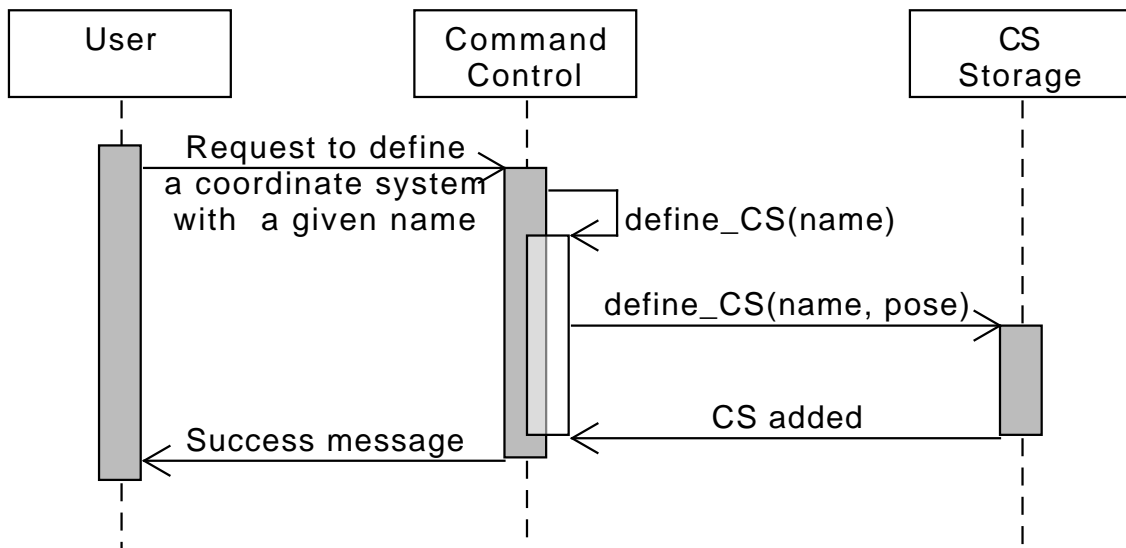 User
Command
Control
CS
Storage
Request to define
a coordinate system
with a given name
define_CS(name)
define_CS(name, pose)
CS added
Success message